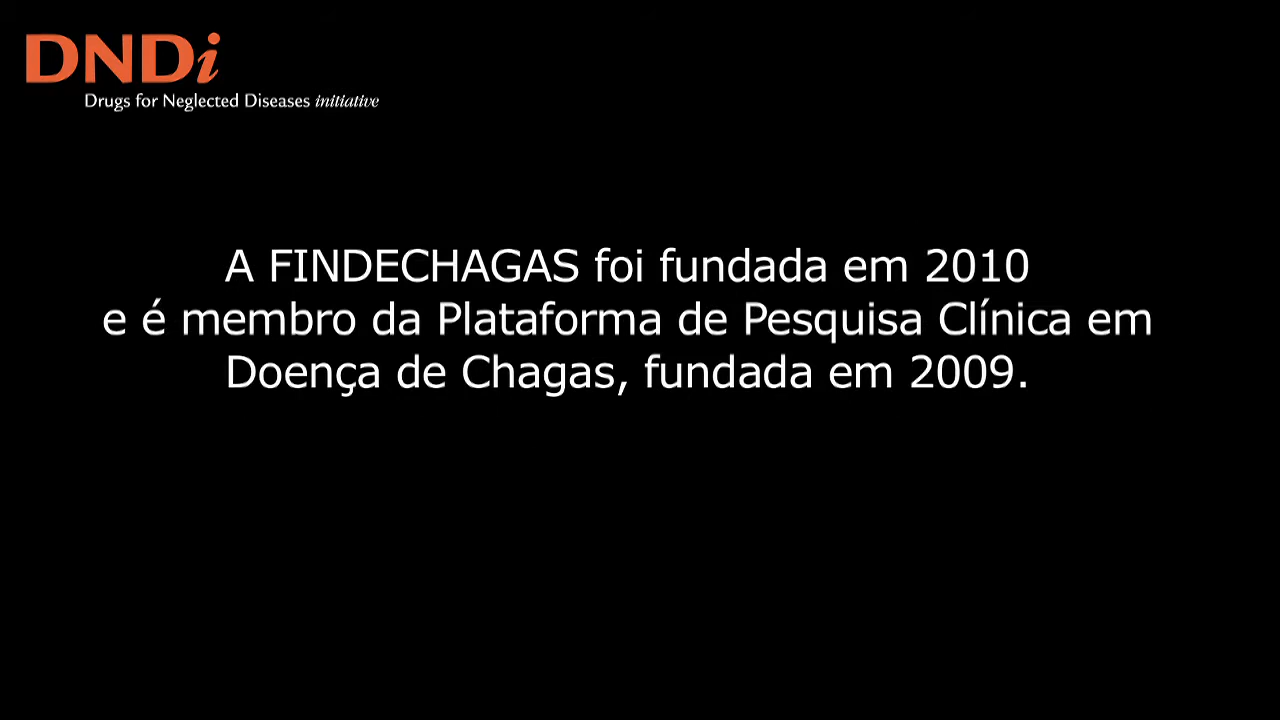 DNDi
Drugs for Neglected Diseases initiative
A FINDECHAGAS foi fundada em 2010
e é membro da Plataforma de Pesquisa Clínica em
Doença de Chagas, fundada em 2009.